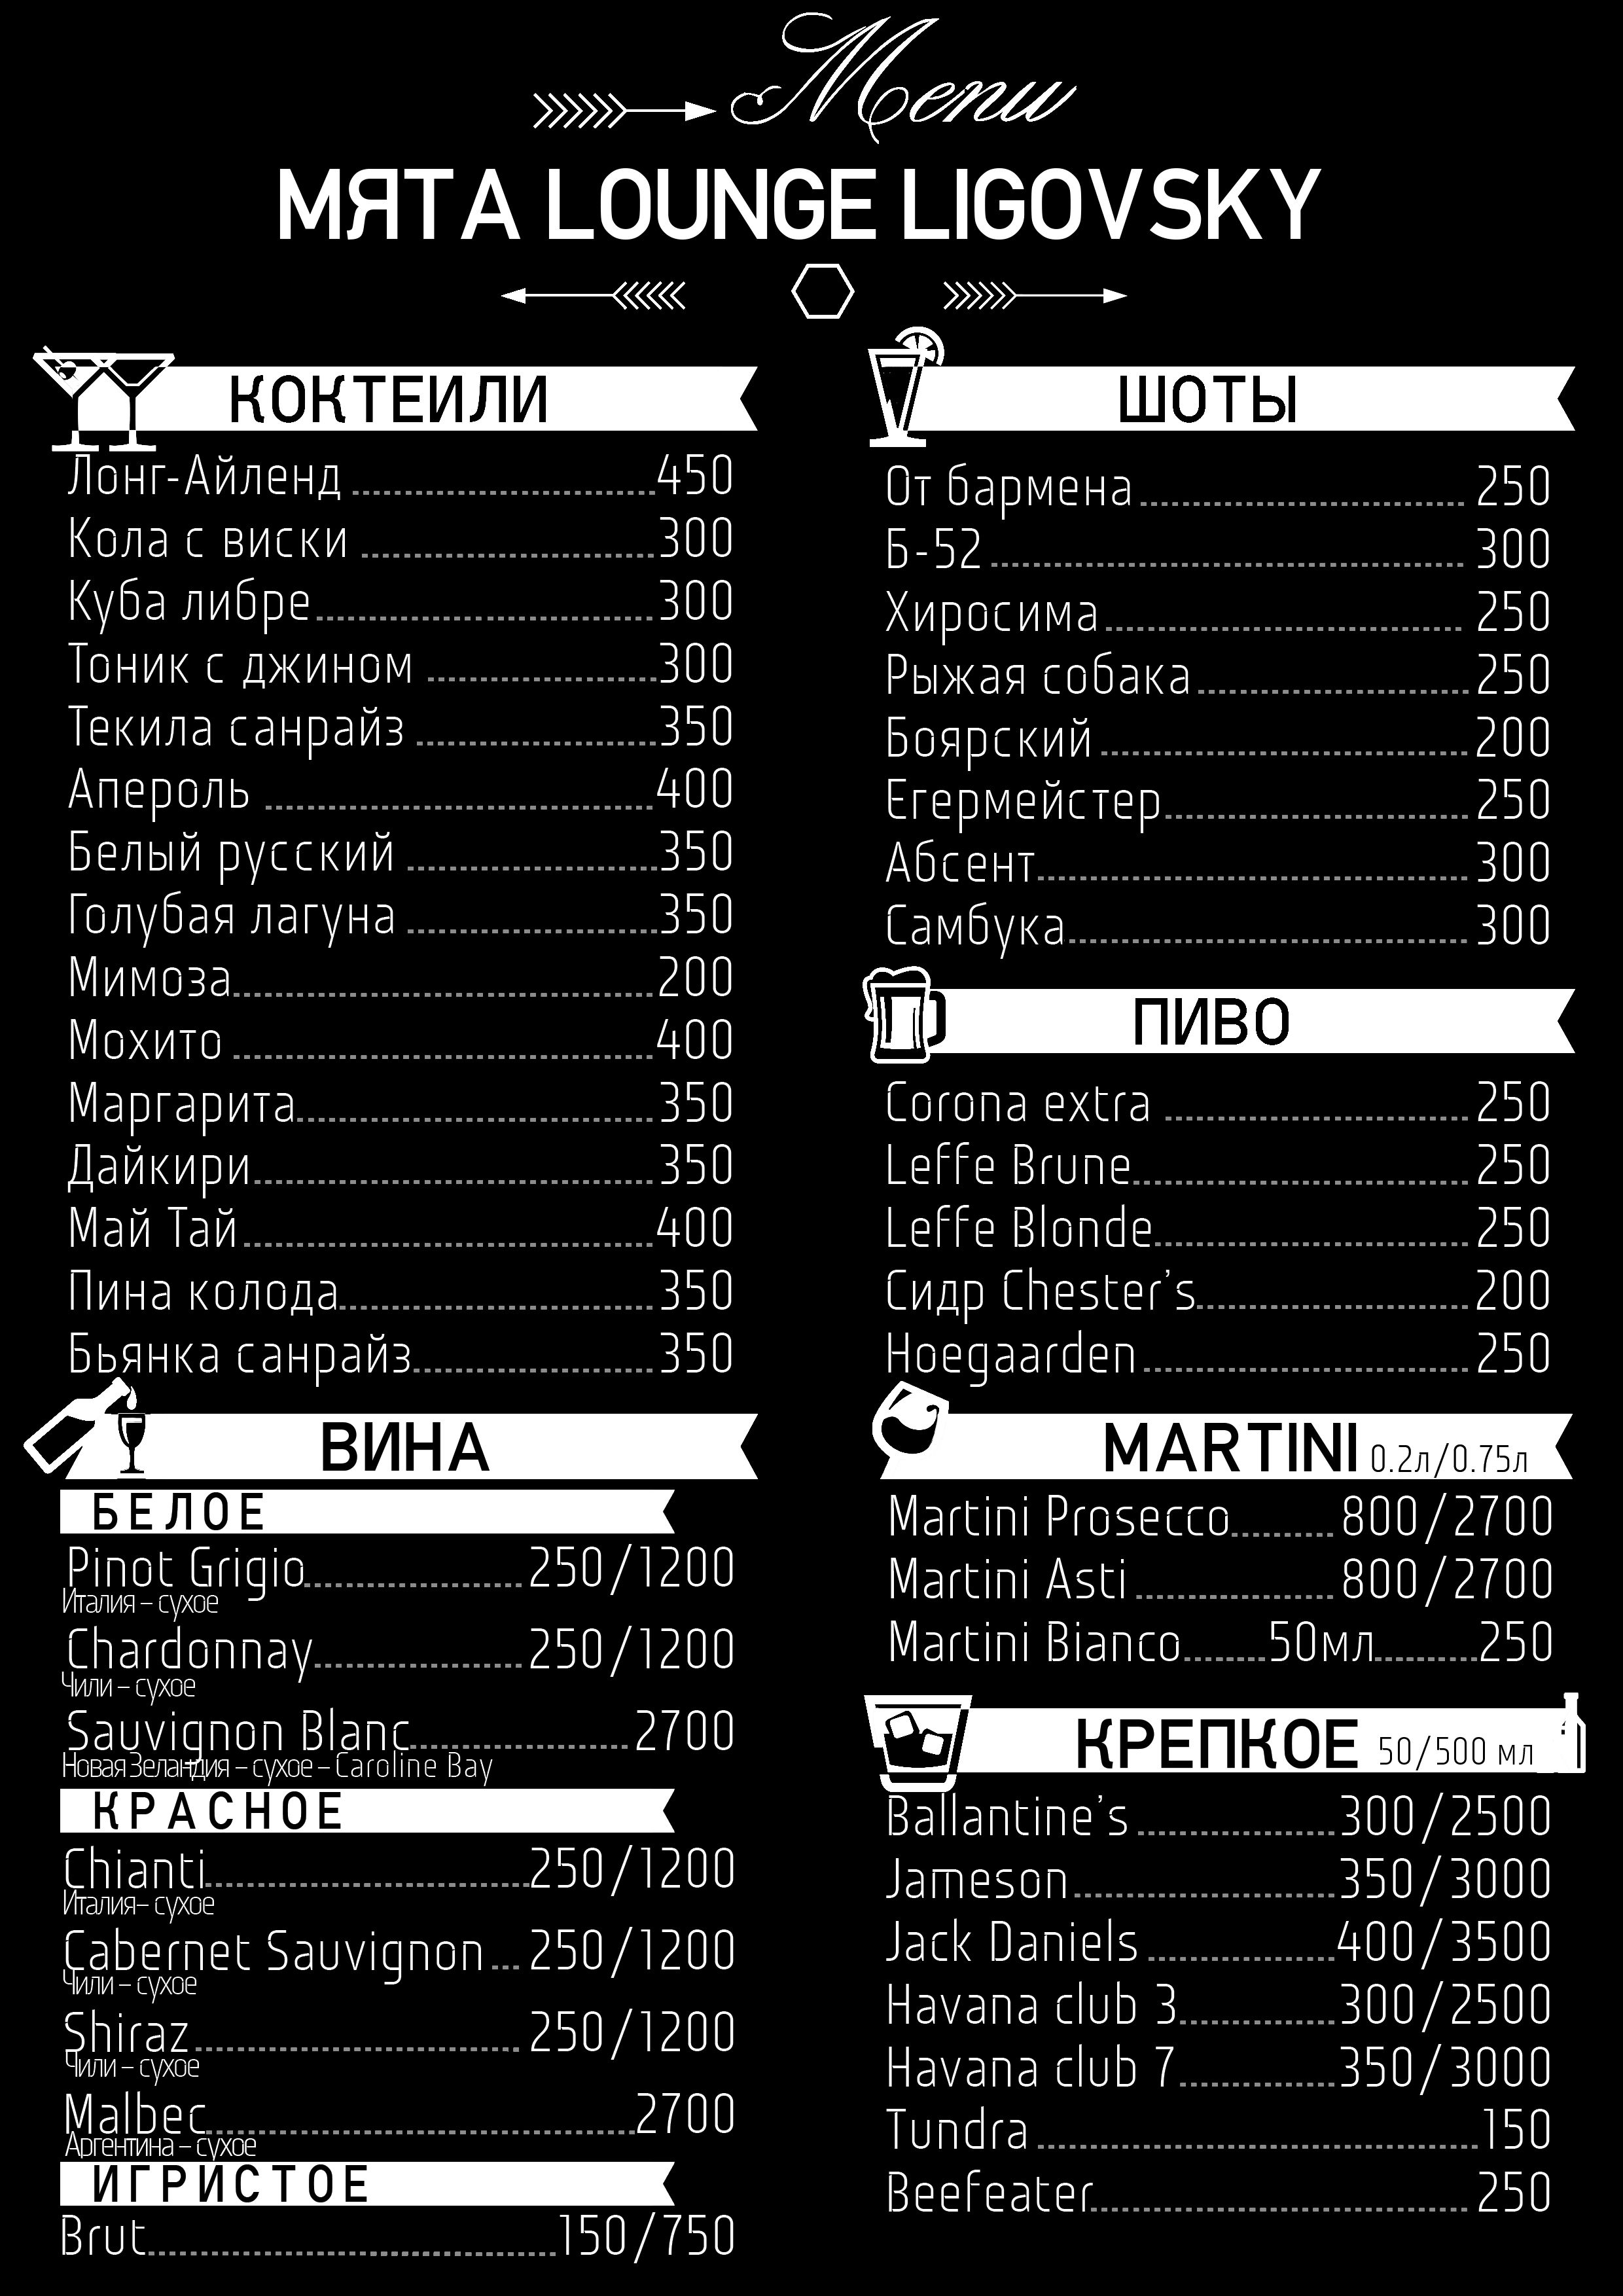 Menu
МЯТА LOUNGE LIGOVSKY
КОКТЕИЛИ
Лонг-Айленд 450
Кола с виски 300
Куба либре 300
Тоник с джином 300
Текила санрайз 350
Апероль 400
Белый русский 350
Голубая лагуна 350
Мимоза 200
Мохито 400
Маргарита 350
Дайкири 350
Май Тай 400
Пина колода 350
Бьянка санрайз 350
ВИНА
БЕЛОЕ
Pinot Grigio 250/1200
Италия – сухое
Chardonnay 250/1200
Чили – сухое
Sauvignon Blanc 2700
Новая Зеландия – сухое – Caroline Bay
КРАСНОЕ
Chianti 250/1200
Италия– сухое
Cabernet Sauvignon 250/1200
Чили – сухое
Shiraz 250/1200
Чили – сухое
Malbec 2700
Аргентина – сухое
ИГРИСТОЕ
Brut 150/750
ШОТЫ
От бармена 250
Б-52 300
Хиросима 250
Рыжая собака 250
Боярский 200
Егермейстер 250
Абсент 300
Самбука 300
ПИВО
Corona extra 250
Leffe Brune 250
Leffe Blonde 250
Сидр Chester’s 200
Hoegaarden 250
MARTINI 0.2л/0.75л
Martini Prosecco 800/2700
Martini Asti 800/2700
Martini Bianco 50мл 250
КРЕПКОЕ 50/500 мл
Ballantine’s 300/2500
Jameson 350/3000
Jack Daniels 400/3500
Havana club 3 300/2500
Havana club 7 350/3000
Tundra 150
Beefeater 250